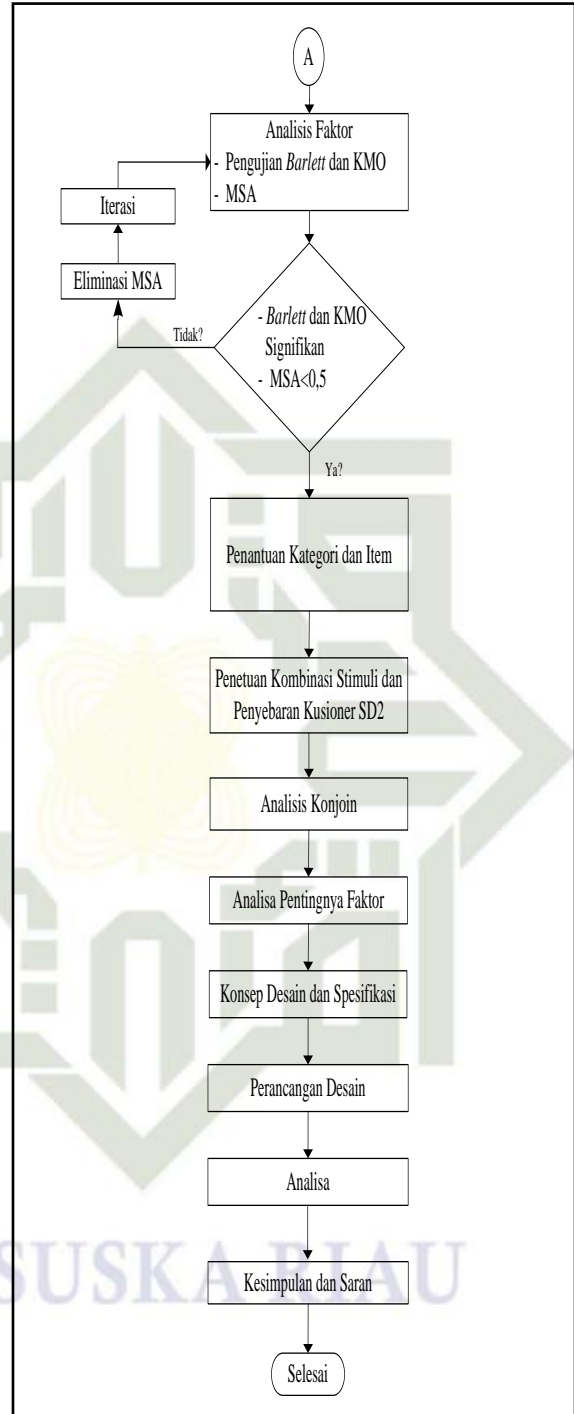 A
Analisis Faktor
- Pengujian Barlett dan KMO
- MSA
Iterasi
Eliminasi MSA
Tidak?
- Barlett dan KMO
Signifikan
- MSA<0,5
Ya?
Penantuan Kategori dan Item
Penetuan Kombinasi Stimuli dan
Penyebaran Kusioner SD2
Analisis Konjoin
Analisa Pentingnya Faktor
Konsep Desain dan Spesifikasi
Perancangan Desain
Analisa
Kesimpulan dan Saran
Selesai
SUSKA RIAU